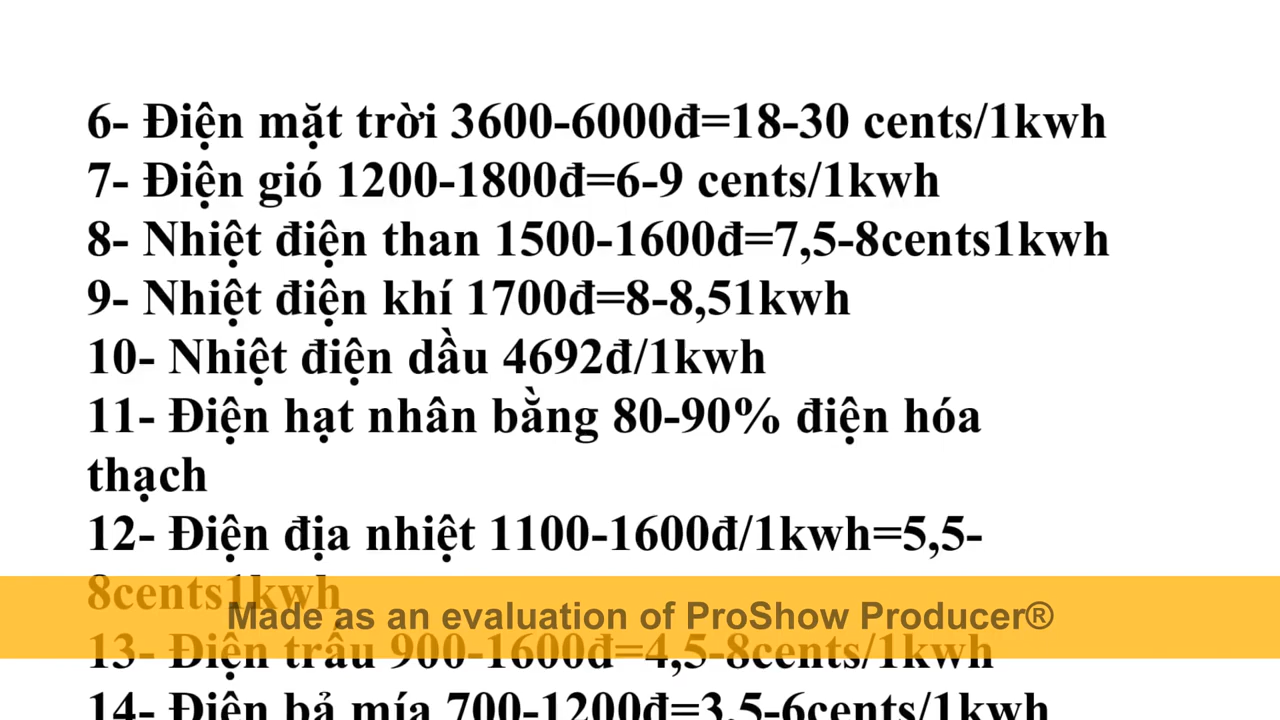 6- Điện mặt trời 3600-6000đ=18-30 cents/1kwh
7- Điện gió 1200-1800đ=6-9 cents/1kwh
8- Nhiệt điện than 1500-1600đ=7,5-8cents1kwh
9- Nhiệt điện khí 1700đ=8-8,51kwh
10- Nhiệt điện dầu 4692đ/1kwh
11- Điện hạt nhân bằng 80-90% điện hóa
thạch
12- Điện địa nhiệt 1100-1600đ/1kwh=5,5-
8cents1kwh
Made as an evaluation of ProShow Producer®
13- Điện trấu 900-1600đ=4,5-8cents/1kwh
14- Điện bả mía 700-1200đ=3,5-6cents/1kwh